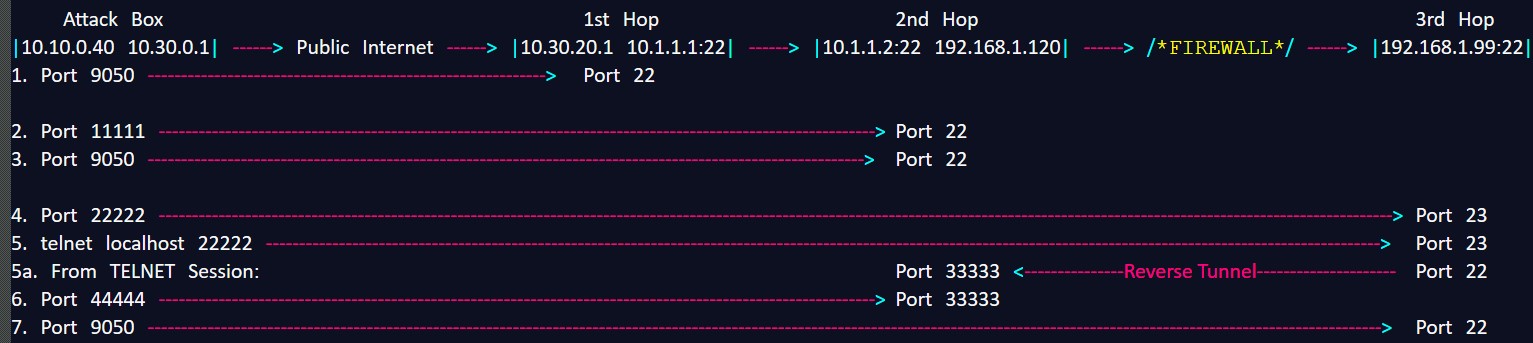 Attack Box 1st Hop 2nd Hop 3rd Hop
|10.10.0.40 10.30.0.1| ------> Public Internet ------> |10.30.20.1 10.1.1.1:22| ------> |10.1.1.2:22 192.168.1.120| ------> /*FIREWALL*/ ------> |192.168.1.99:22|
1. Port 9050 ------> Port 22
2. Port 11111 ------> Port 22
3. Port 9050 ------> Port 22
4. Port 22222 ------> Port 23
5. telnet localhost 22222 ------> Port 23
5a. From TELNET Session: Port 33333 <------Reverse Tunnel------ Port 22
6. Port 44444 ------> Port 33333
7. Port 9050 ------> Port 22